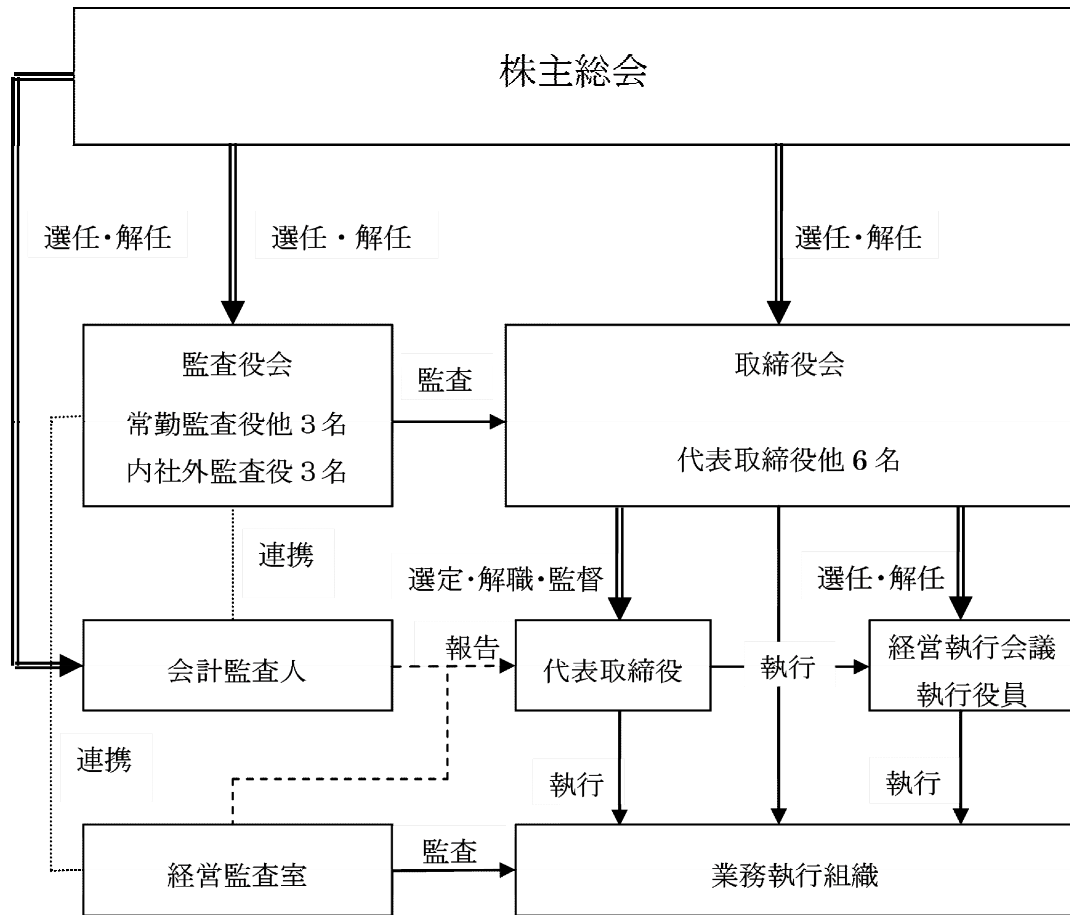 株主総会
選任・解任
選任・解任
選任・解任
監査役会
常勤監査役他３名
内社外監査役３名
監査
取締役会
代表取締役他 6 名
連携
選定・解職・監督
選任・解任
会計監査人
報告
代表取締役
執行
経営執行会議
執行役員
連携
執行
執行
経営監査室
監査
業務執行組織